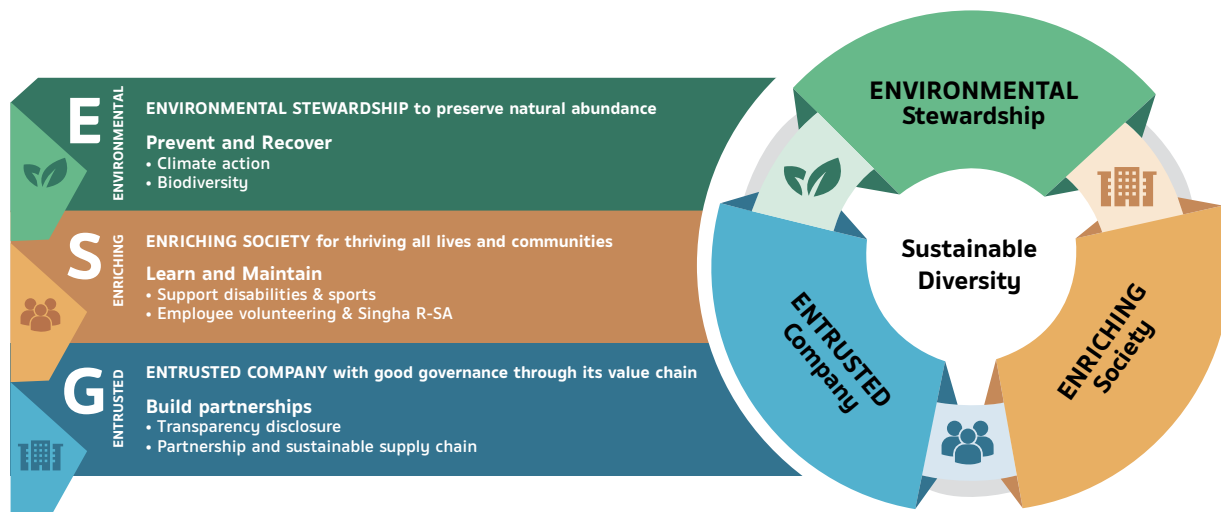 E
ENVIRONMENTAL
ENVIRONMENTAL STEWARDSHIP to preserve natural abundance
Prevent and Recover
• Climate action
• Biodiversity
S
ENRICHING
ENRICHING SOCIETY for thriving all lives and communities
Learn and Maintain
• Support disabilities & sports
• Employee volunteering & Singha R-SA
G
ENTRUSTED
ENTRUSTED COMPANY with good governance through its value chain
Build partnerships
• Transparency disclosure
• Partnership and sustainable supply chain
ENVIRONMENTAL
Stewardship
Sustainable
Diversity
ENTRUSTED
Company
ENRICHING
Society